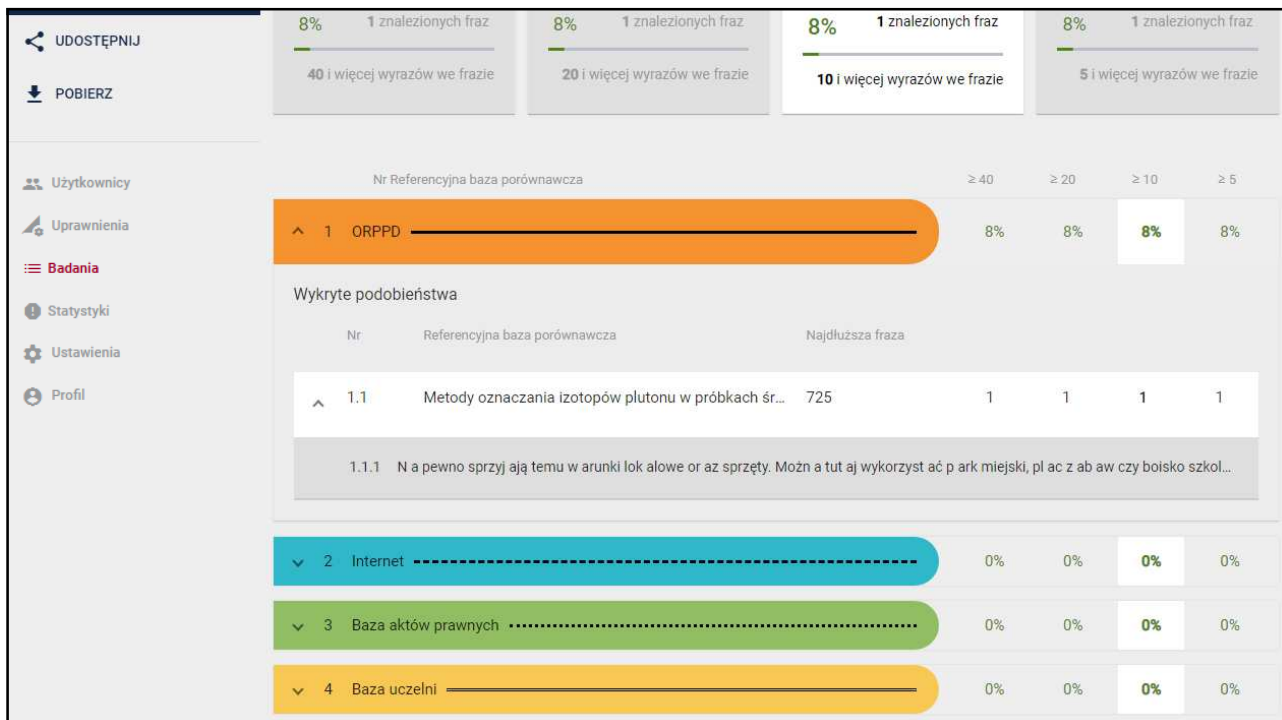 UDOSTĘPNIJ
POBIERZ
Użytkownicy
Uprawnienia
Badania
Statystyki
Ustawienia
Profil
8% 1 znalezionych fraz
40 i więcej wyrazów we frazie
8% 1 znalezionych fraz
20 i więcej wyrazów we frazie
8% 1 znalezionych fraz
10 i więcej wyrazów we frazie
8% 1 znalezionych fraz
5 i więcej wyrazów we frazie
Nr Referencyjna baza porównawcza ≥ 40 ≥ 20 ≥ 10 ≥ 5
1 ORPPD 8% 8% 8% 8%
Wykryte podobieństwa
Nr Referencyjna baza porównawcza Najdłuższa fraza
1.1 Metody oznaczania izotopów plutonu w próbkach śr... 725 1 1 1 1
1.1.1 N a pewno sprzyj ają temu w arunki lok alowe or az sprzęty. Możn a tut aj wykorzyst ać p ark miejski, pl ac z ab aw czy boisko szkol...
2 Internet 0% 0% 0% 0%
3 Baza aktów prawnych 0% 0% 0% 0%
4 Baza uczelni 0% 0% 0% 0%